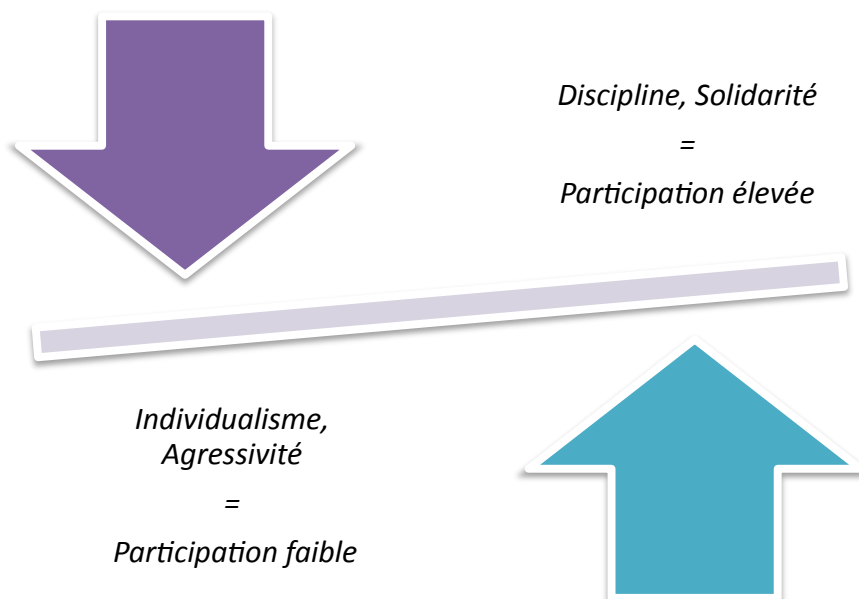 Discipline, Solidarité
=
Participation élevée
Individualisme,
Agressivité
=
Participation faible